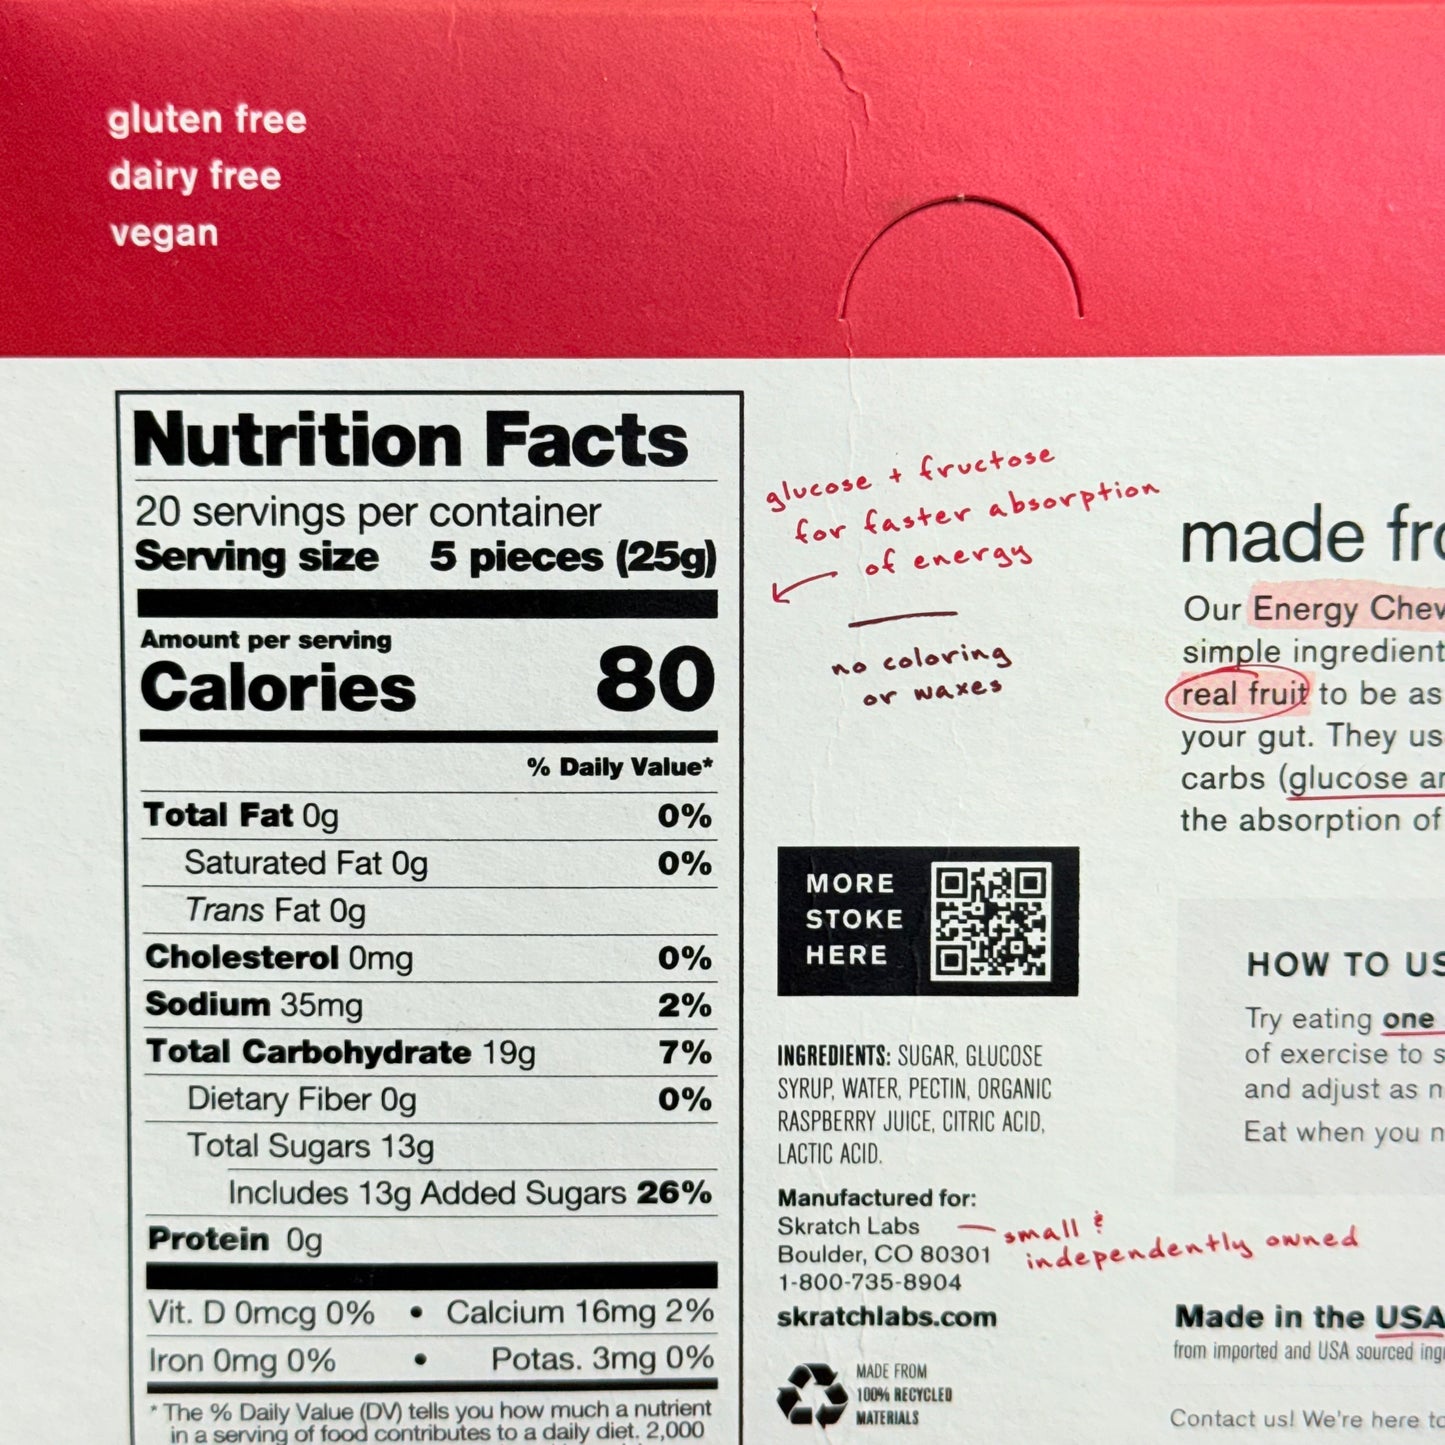 gluten free
dairy free
vegan
Nutrition Facts
20 servings per container
Serving size 5 pieces (25g)
Amount per serving
Calories 80
% Daily Value*
Total Fat 0g 0%
Saturated Fat 0g 0%
Trans Fat 0g
Cholesterol 0mg 0%
Sodium 35mg 2%
Total Carbohydrate 19g 7%
Dietary Fiber 0g 0%
Total Sugars 13g
Includes 13g Added Sugars 26%
Protein 0g
Vit. D 0mcg 0% • Calcium 16mg 2%
Iron 0mg 0% • Potas. 3mg 0%
* The % Daily Value (DV) tells you how much a nutrient
in a serving of food contributes to a daily diet. 2,000
glucose + fructose
for faster absorption
of energy
no coloring
or waxes
MORE
STOKE
HERE
INGREDIENTS: SUGAR, GLUCOSE
SYRUP, WATER, PECTIN, ORGANIC
RASPBERRY JUICE, CITRIC ACID,
LACTIC ACID.
Manufactured for:
Skratch Labs
Boulder, CO 80301
1-800-735-8904
skratchlabs.com
small &
independently owned
MADE FROM
100% RECYCLED
MATERIALS
made
Our Energy
simple
real fruit to be as
your gut. They
carbs (glucose
the absorption of
HOW TO
Try eating one
of exercise to
and adjust as
Eat when you
Made in the USA
from imported and USA sourced
Contact us! We're here